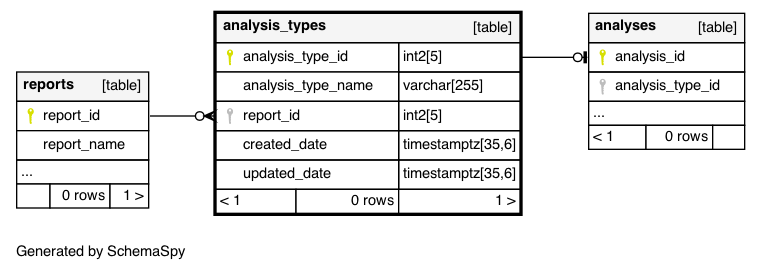 analysis_types [table]
analysis_type_id int2[5]
analysis_type_name varchar[255]
report_id int2[5]
created_date timestamptz[35,6]
updated_date timestamptz[35,6]
< 1 0 rows 1 >
analyses [table]
analysis_id
analysis_type_id
...
< 1 0 rows
reports [table]
report_id
report_name
...
0 rows 1 >
Generated by SchemaSpy